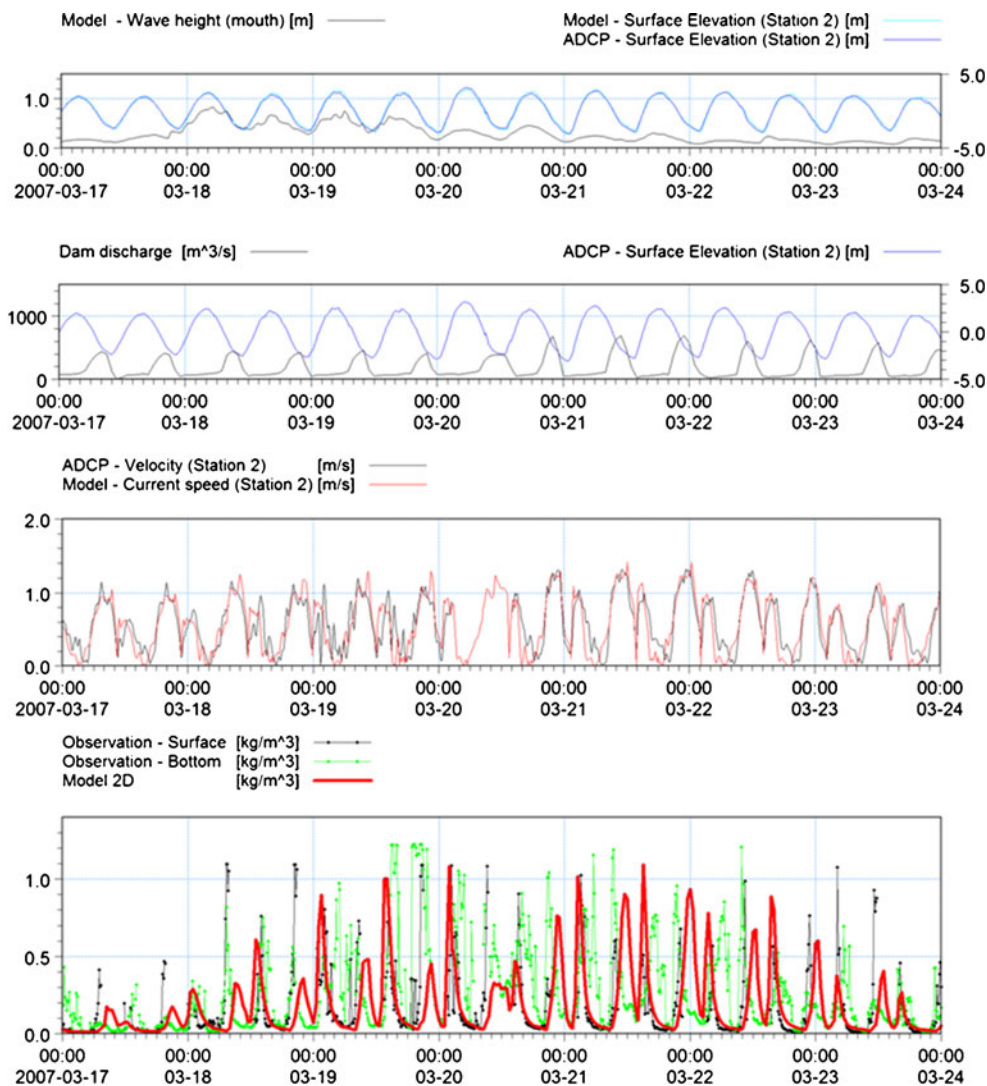 Model - Wave height (mouth) [m]
Model - Surface Elevation (Station 2) [m]
ADCP - Surface Elevation (Station 2) [m]
1.0
0.0
5.0
-5.0
00:00 00:00 00:00 00:00 00:00 00:00 00:00 00:00
2007-03-17 03-18 03-19 03-20 03-21 03-22 03-23 03-24
Dam discharge [m^3/s]
ADCP - Surface Elevation (Station 2) [m]
1000
0
5.0
0.0
-5.0
00:00 00:00 00:00 00:00 00:00 00:00 00:00 00:00
2007-03-17 03-18 03-19 03-20 03-21 03-22 03-23 03-24
ADCP - Velocity (Station 2) [m/s]
Model - Current speed (Station 2) [m/s]
2.0
1.0
0.0
00:00 00:00 00:00 00:00 00:00 00:00 00:00 00:00
2007-03-17 03-18 03-19 03-20 03-21 03-22 03-23 03-24
Observation - Surface [kg/m^3]
Observation - Bottom [kg/m^3]
Model 2D [kg/m^3]
1.0
0.5
0.0
00:00 00:00 00:00 00:00 00:00 00:00 00:00 00:00
2007-03-17 03-18 03-19 03-20 03-21 03-22 03-23 03-24